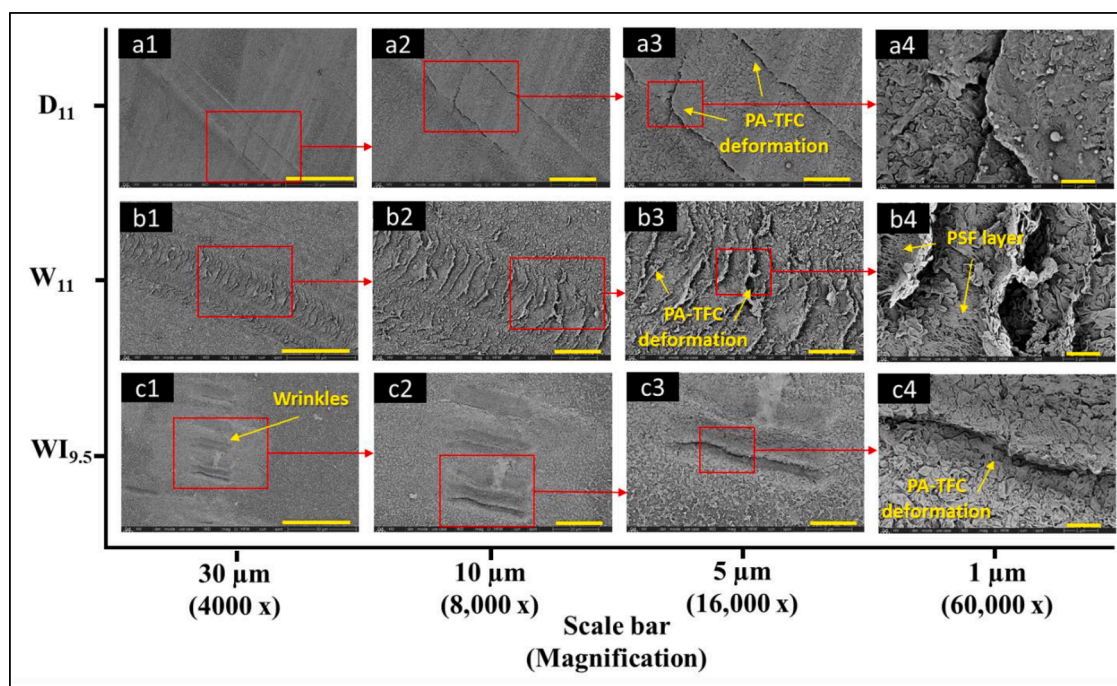 a1
a2
a3
a4
D11
PA-TFC
deformation
b1
b2
b3
b4
W11
PA-TFC
deformation
PSF layer
c1
c2
c3
c4
WI9.5
Wrinkles
PA-TFC
deformation
30 µm
(4000 x)
10 µm
(8,000 x)
5 µm
(16,000 x)
1 µm
(60,000 x)
Scale bar
(Magnification)